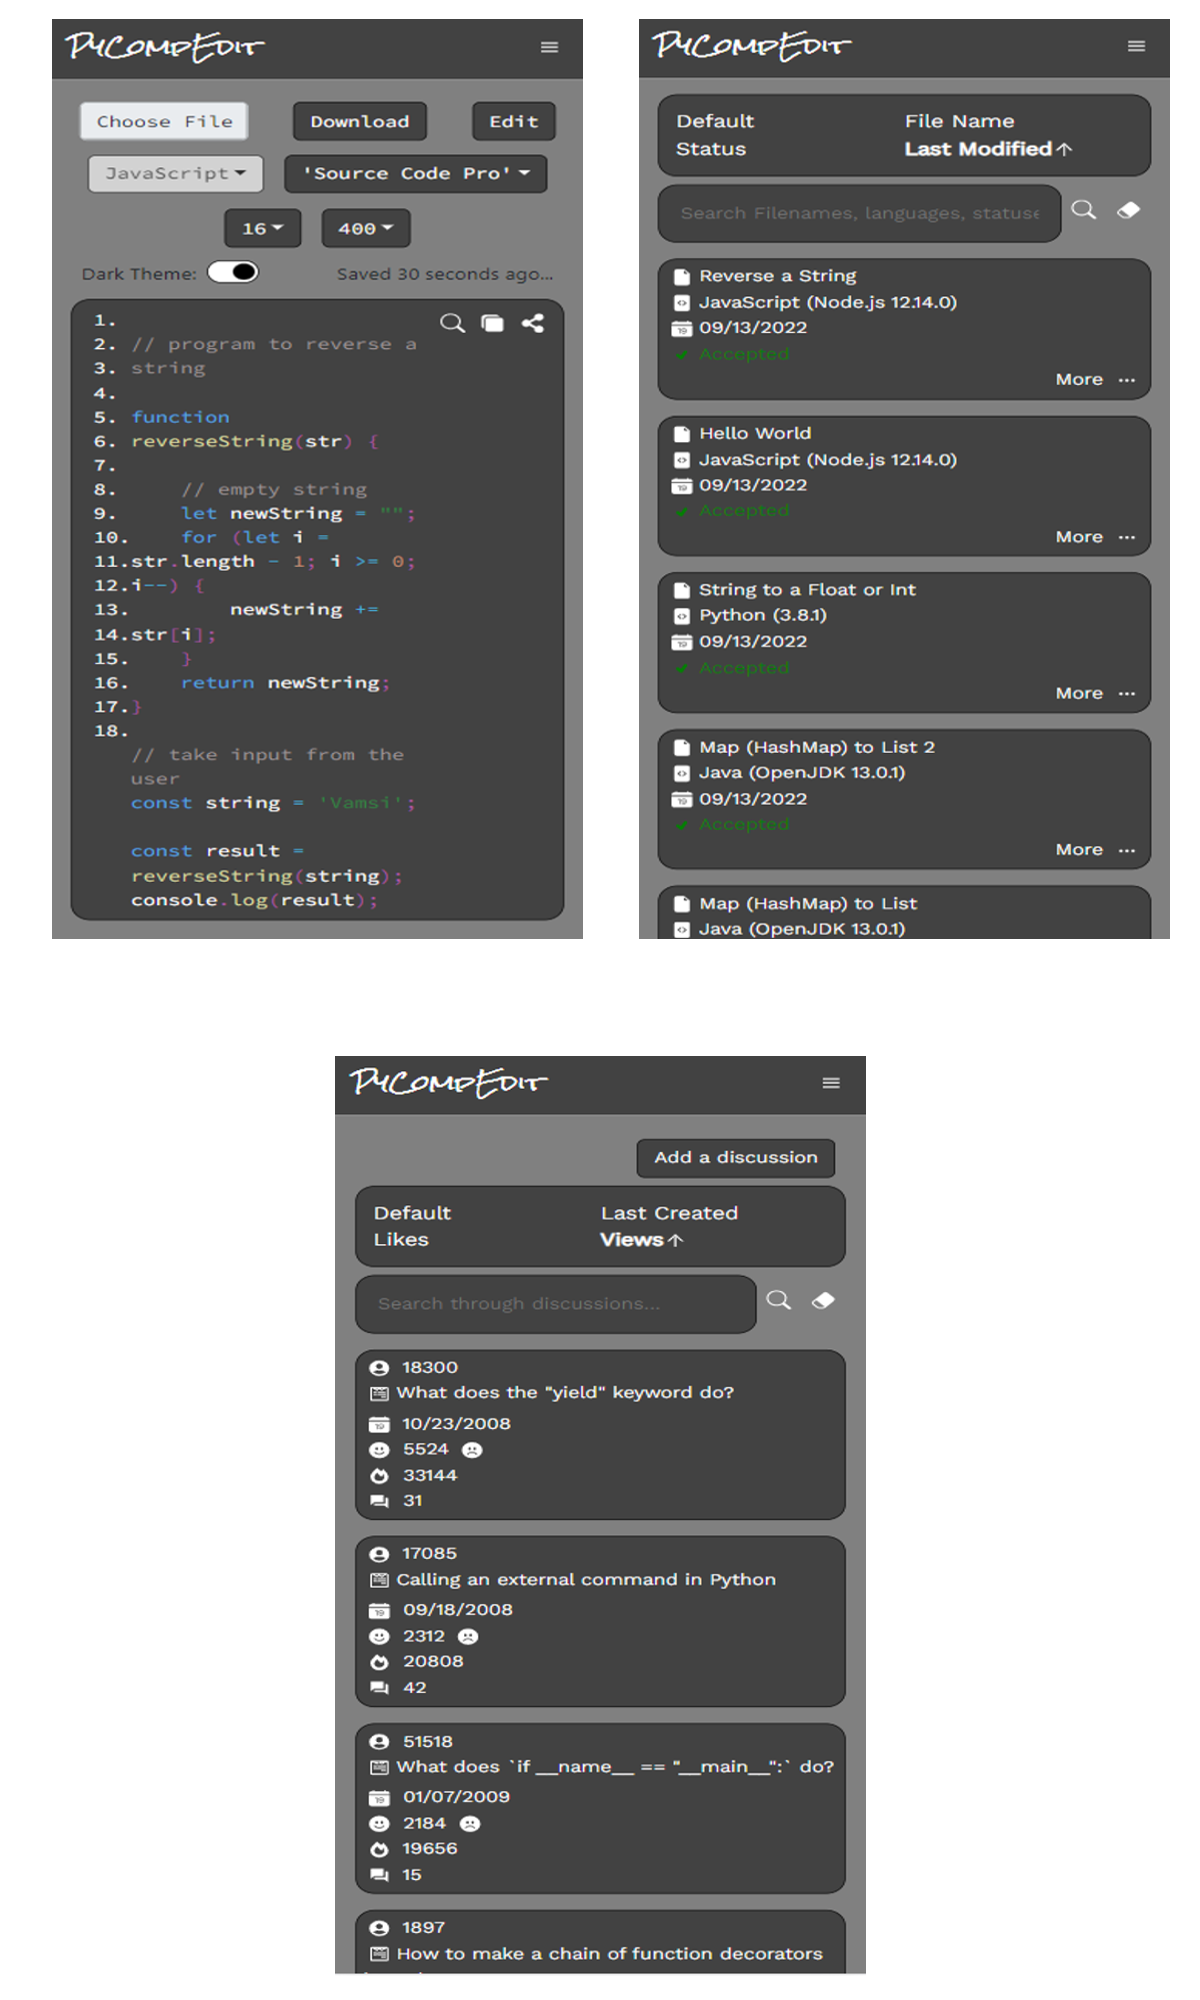 PyCompEdit
Choose File Download Edit
JavaScript 'Source Code Pro'
16 400
Dark Theme: Saved 30 seconds ago...
1.
2. // program to reverse a
3. string
4.
5. function
6. reverseString(str) {
7.
8. // empty string
9. let newString = "";
10. for (let i =
11.str.length - 1; i >= 0;
12.i--) {
13. newString +=
14.str[i];
15. }
16. return newString;
17.}
18.
// take input from the
user
const string = 'Vamsi';
const result =
reverseString(string);
console.log(result);
PyCompEdit
Default File Name
Status Last Modified
Search Filenames, languages, statuse
Reverse a String
JavaScript (Node.js 12.14.0)
09/13/2022
Accepted
More ...
Hello World
JavaScript (Node.js 12.14.0)
09/13/2022
Accepted
More ...
String to a Float or Int
Python (3.8.1)
09/13/2022
Accepted
More ...
Map (HashMap) to List 2
Java (OpenJDK 13.0.1)
09/13/2022
Accepted
More ...
Map (HashMap) to List
Java (OpenJDK 13.0.1)
PyCompEdit
Add a discussion
Default Last Created
Likes Views
Search through discussions...
18300
What does the "yield" keyword do?
10/23/2008
5524
33144
31
17085
Calling an external command in Python
09/18/2008
2312
20808
42
51518
What does `if __name__ == "__main__":` do?
01/07/2009
2184
19656
15
1897
How to make a chain of function decorators